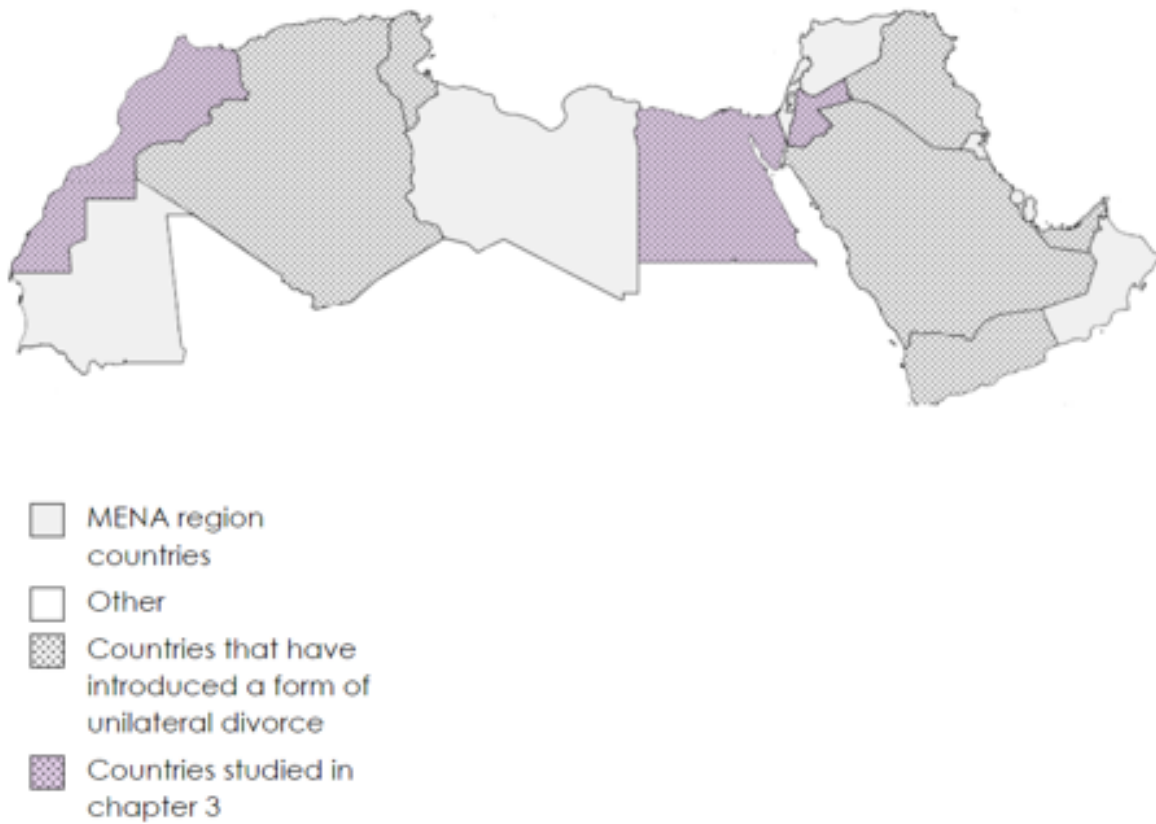 MENA region
countries
Other
Countries that have
introduced a form of
unilateral divorce
Countries studied in
chapter 3